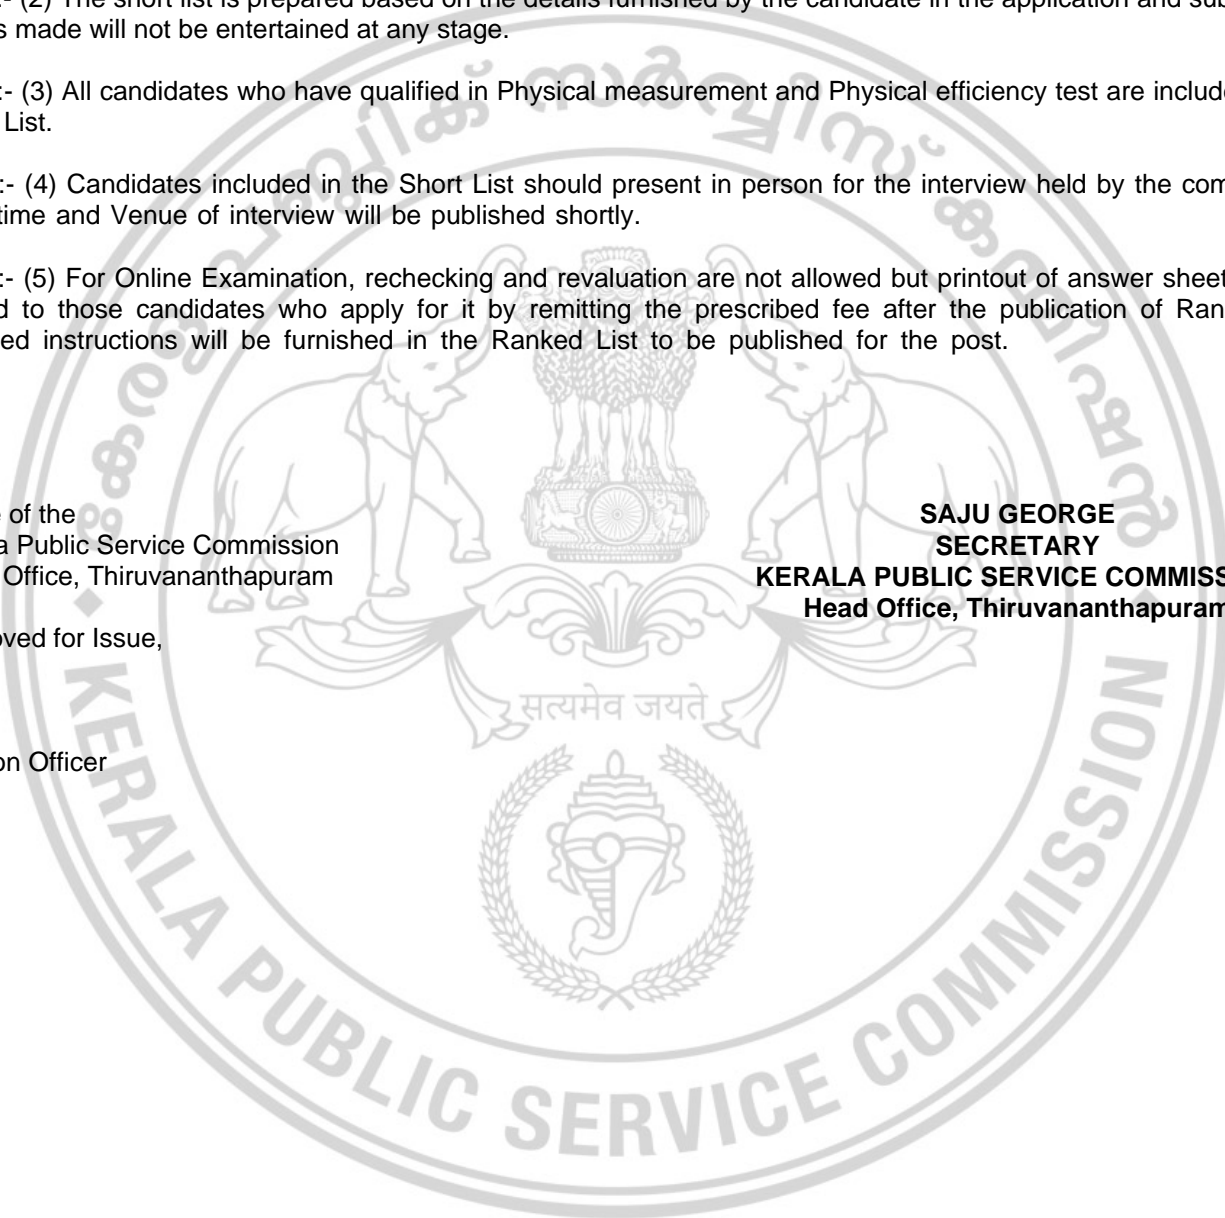 :- (2) The short list is prepared based on the details furnished by the candidate in the application and sub
s made will not be entertained at any stage.
:- (3) All candidates who have qualified in Physical measurement and Physical efficiency test are include
List.
:- (4) Candidates included in the Short List should present in person for the interview held by the com
time and Venue of interview will be published shortly.
:- (5) For Online Examination, rechecking and revaluation are not allowed but printout of answer sheet
d to those candidates who apply for it by remitting the prescribed fee after the publication of Ran
ed instructions will be furnished in the Ranked List to be published for the post.
e of the
a Public Service Commission
Office, Thiruvananthapuram
SAJU GEORGE
SECRETARY
KERALA PUBLIC SERVICE COMMISS
Head Office, Thiruvananthapuram
oved for Issue,
on Officer
കേരള പബ്ലിക് സർവ്വീസ് കമ്മീഷൻ
सत्यमेव जयते
KERALA PUBLIC SERVICE COMMISSION